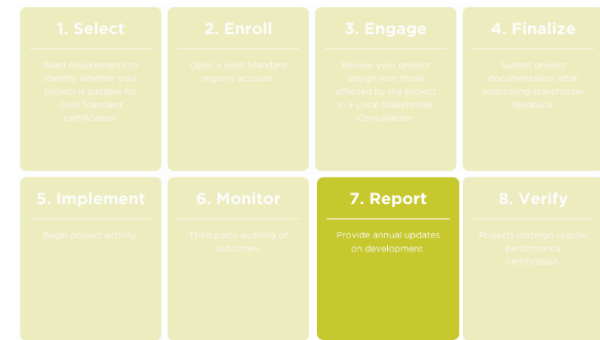 1. Select
Read requirements to
identify whether your
project is suitable for
Gold Standard
certification.
2. Enroll
Open a Gold Standard
registry account.
3. Engage
Review your project
design with those
affected by the project
in a Local Stakeholder
Consultation.
4. Finalize
Submit project
documentation after
addressing stakeholder
feedback.
5. Implement
Begin project activity.
6. Monitor
Third party auditing of
outcomes.
7. Report
Provide annual updates
on development.
8. Verify
Projects undergo regular
performance
certification.